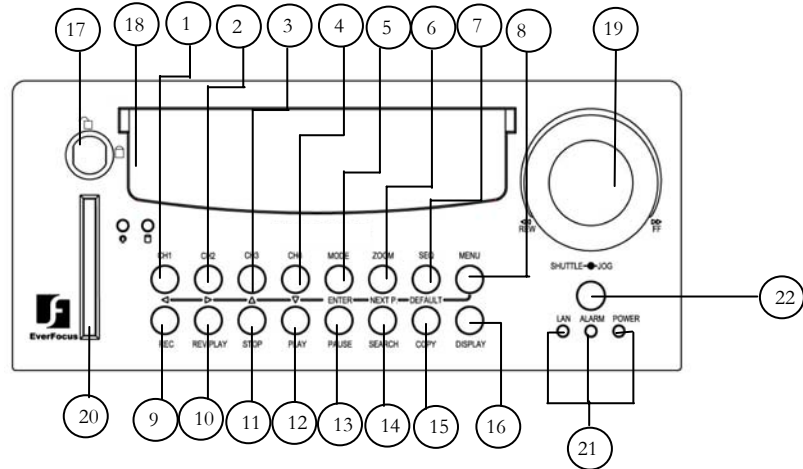 17 18 1 2 3 4 5 6 7 8 19
REW FF
CH1 CH2 CH3 CH4 MODE ZOOM SEQ MENU
SHUTTLE JOG
ENTER NEXT P. DEFAULT
22
LAN ALARM POWER
EverFocus
REC REV.PLAY STOP PLAY PAUSE SEARCH COPY DISPLAY
20 9 10 11 12 13 14 15 16 21